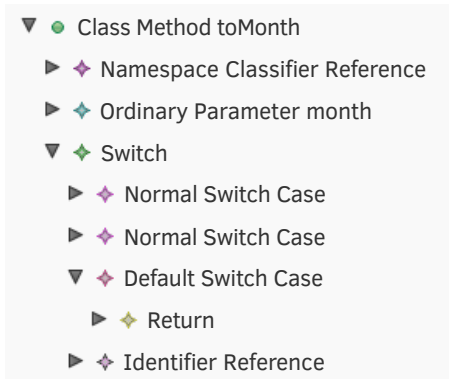 Class Method toMonth
Namespace Classifier Reference
Ordinary Parameter month
Switch
Normal Switch Case
Normal Switch Case
Default Switch Case
Return
Identifier Reference